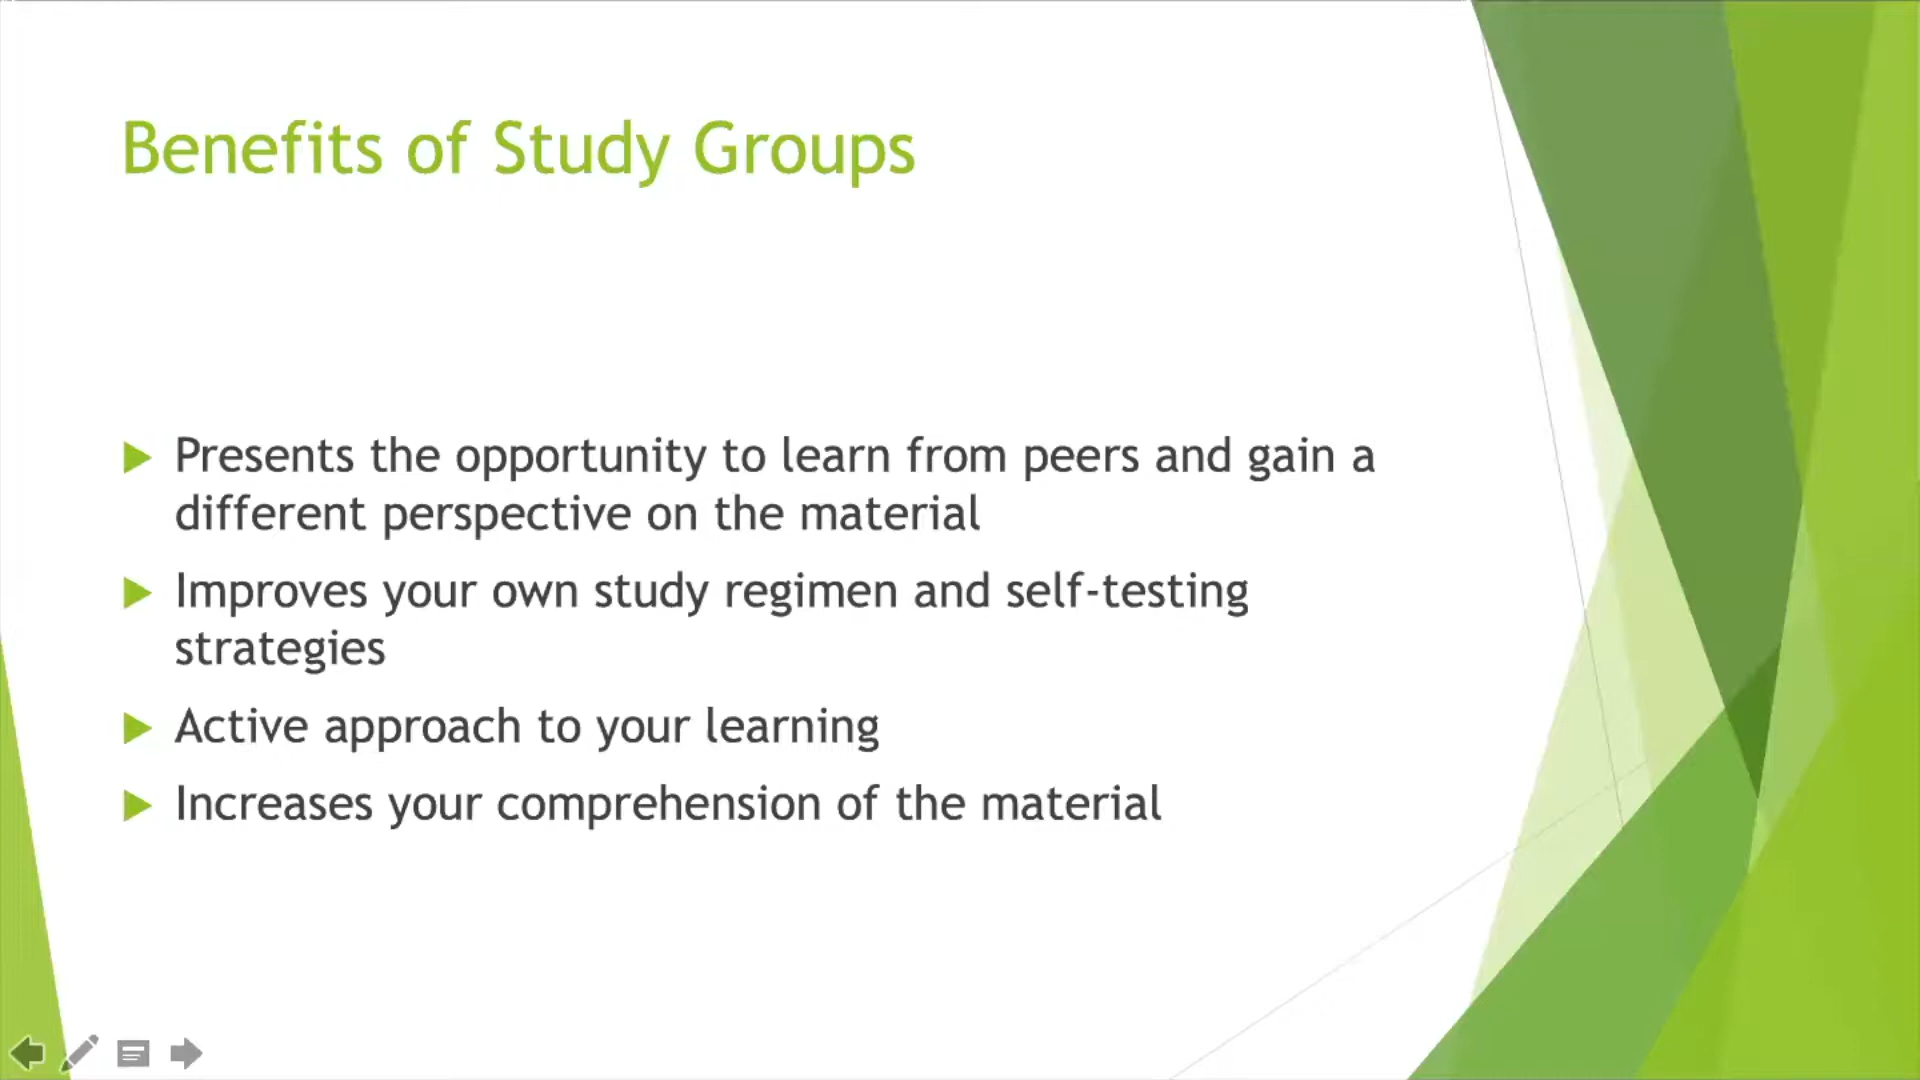 Benefits of Study Groups
Presents the opportunity to learn from peers and gain a
different perspective on the material
Improves your own study regimen and self-testing
strategies
Active approach to your learning
Increases your comprehension of the material